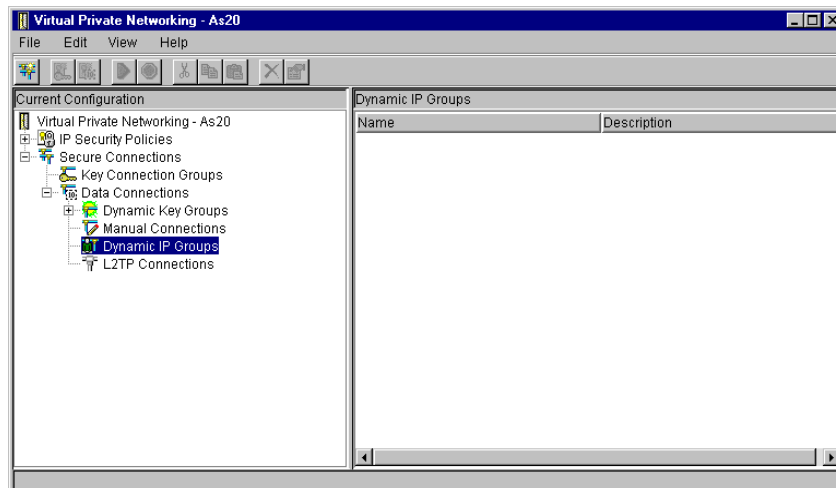 Virtual Private Networking - As20
File Edit View Help
Current Configuration
Virtual Private Networking - As20
IP Security Policies
Secure Connections
Key Connection Groups
Data Connections
Dynamic Key Groups
Manual Connections
Dynamic IP Groups
L2TP Connections
Dynamic IP Groups
Name Description